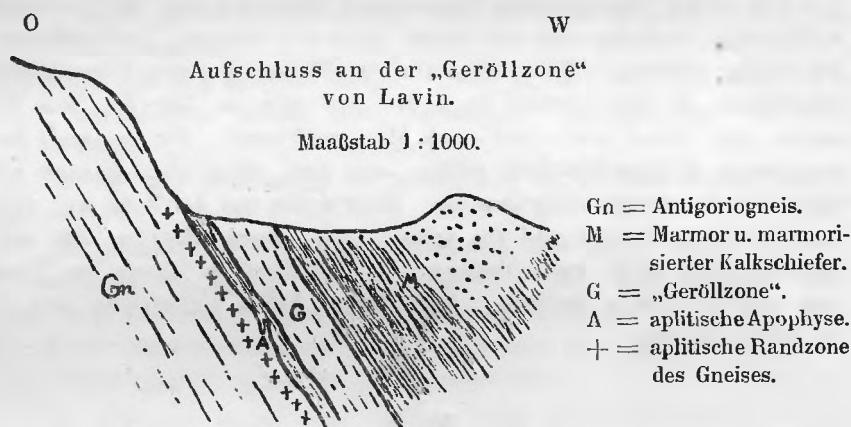 O W
Aufschluss an der „Geröllzone“
von Lavin.
Maaßstab 1 : 1000.
Gn = Antigoriogneis.
M = Marmor u. marmori-
sierter Kalkschiefer.
G = „Geröllzone“.
A = aplitische Apophyse.
+ = aplitische Randzone
des Gneises.
Gn
A
G
M